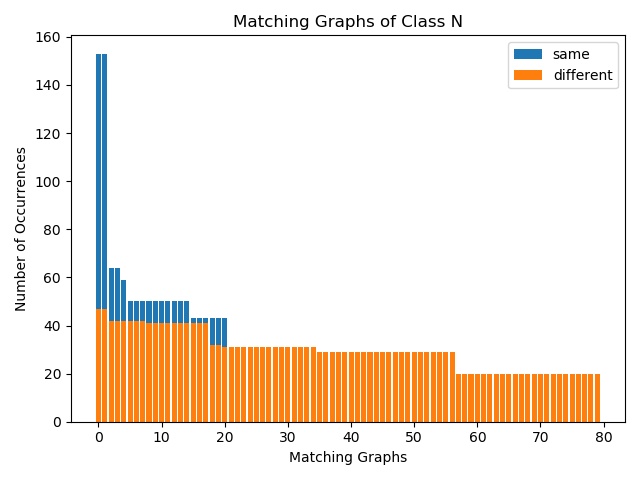 Matching Graphs of Class N
same
different
Number of Occurrences
160
140
120
100
80
60
40
20
0
0 10 20 30 40 50 60 70 80
Matching Graphs